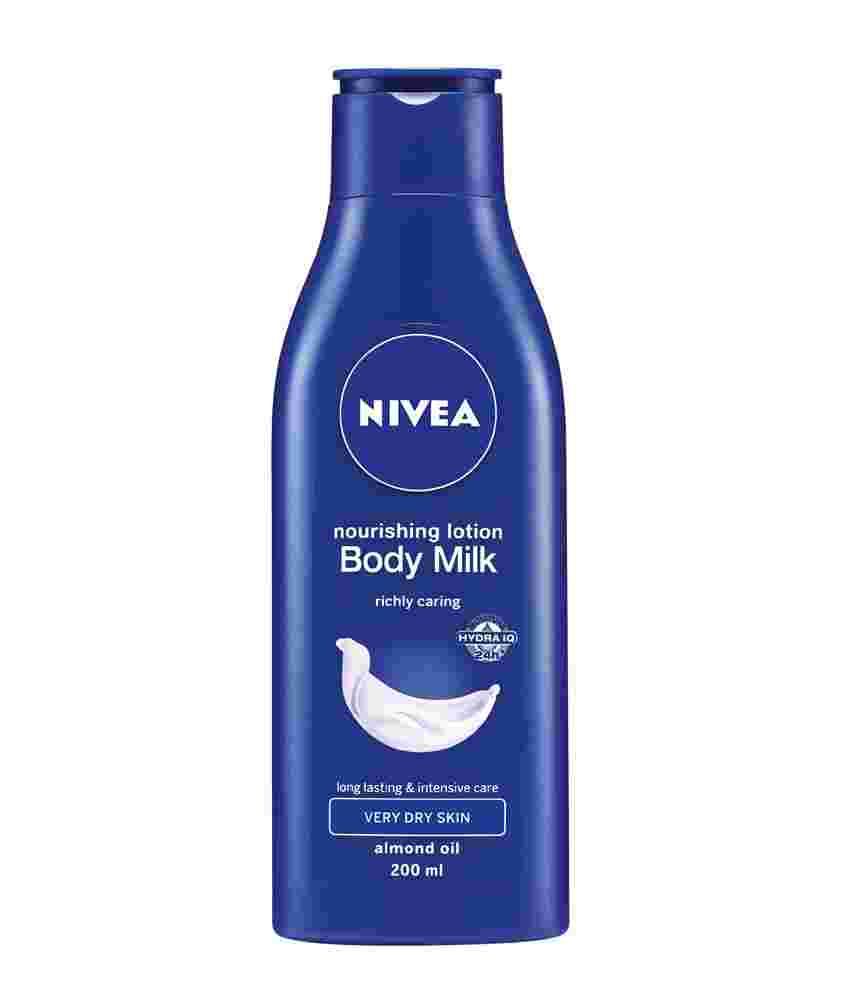 NIVEA
nourishing lotion
Body Milk
richly caring
HYDRA IQ
24h
long lasting & intensive care
VERY DRY SKIN
almond oil
200 ml